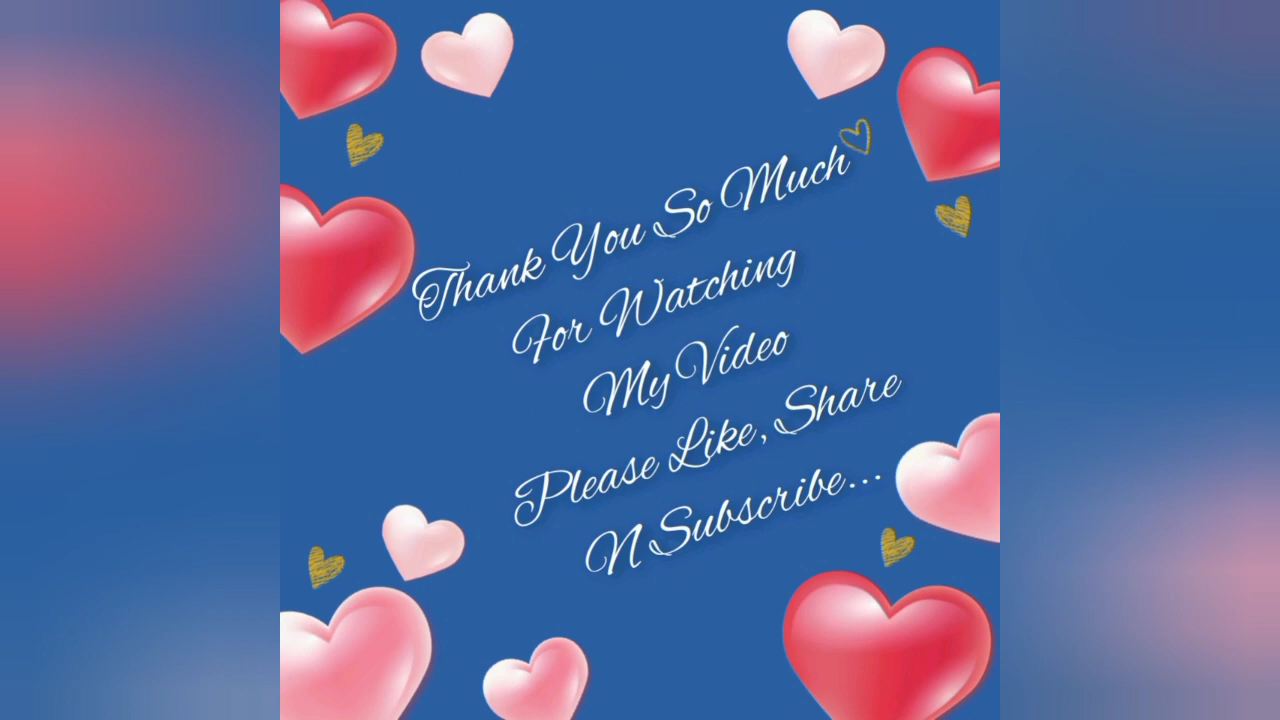 Thank You So Much
For Watching
My Video
Please Like, Share
N Subscribe...